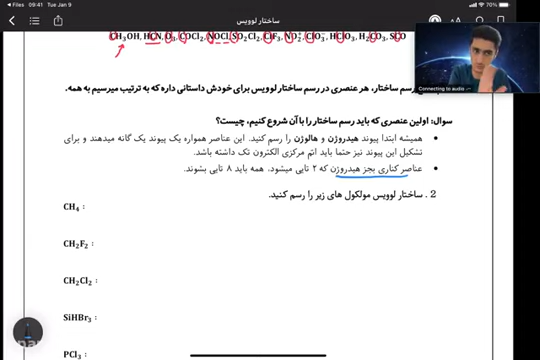 09:41 Tue Jan 9
70%
ساختار لوویس
CH₃OH, HCN, O₃, COCl₂, NOCl, SO₂Cl₂, ClF₃, NO₂, ClO₃, HClO₃, H₂CO₃, SCO
Connecting to audio
رسم ساختار، هر عنصری در رسم ساختار لوویس برای خودش داستانی داره که به ترتیب میرسیم به همه.
سوال: اولین عنصری که باید رسم ساختار را با آن شروع کنیم، چیست؟
• همیشه ابتدا پیوند هیدروژن و هالوژن را رسم کنید. این عناصر همواره یک پیوند یک گانه میدهند و برای
تشکیل این پیوند نیز حتما باید اتم مرکزی الکترون تک داشته باشد.
• عناصر کناری بجز هیدروژن که ۲ تایی میشود، همه باید ۸ تایی بشوند.
2 . ساختار لوویس مولکول های زیر را رسم کنید.
CH₄ :
CH₂F₂ :
CH₂Cl₂ :
SiHBr₃ :
PCl₃ :